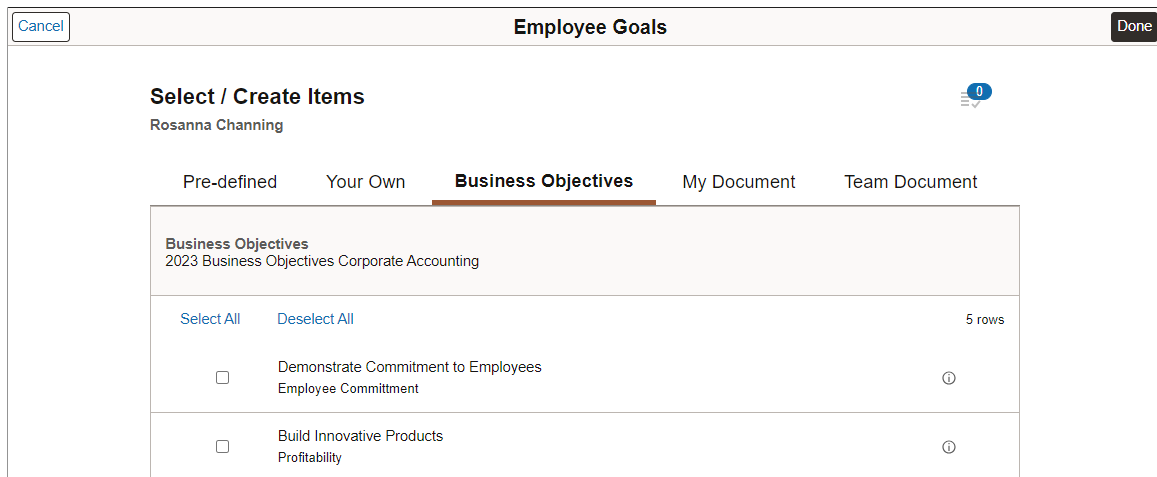 Cancel
Employee Goals
Done
Select / Create Items
0
Rosanna Channing
Pre-defined
Your Own
Business Objectives
My Document
Team Document
Business Objectives
2023 Business Objectives Corporate Accounting
Select All
Deselect All
5 rows
Demonstrate Commitment to Employees
Employee Committment
Build Innovative Products
Profitability